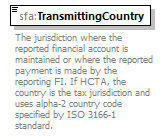 sfa:TransmittingCountry
The jurisdiction where the
reported financial account is
maintained or where the reported
payment is made by the
reporting FI. If HCTA, the
country is the tax jurisdiction and
uses alpha-2 country code
specified by ISO 3166-1
standard.